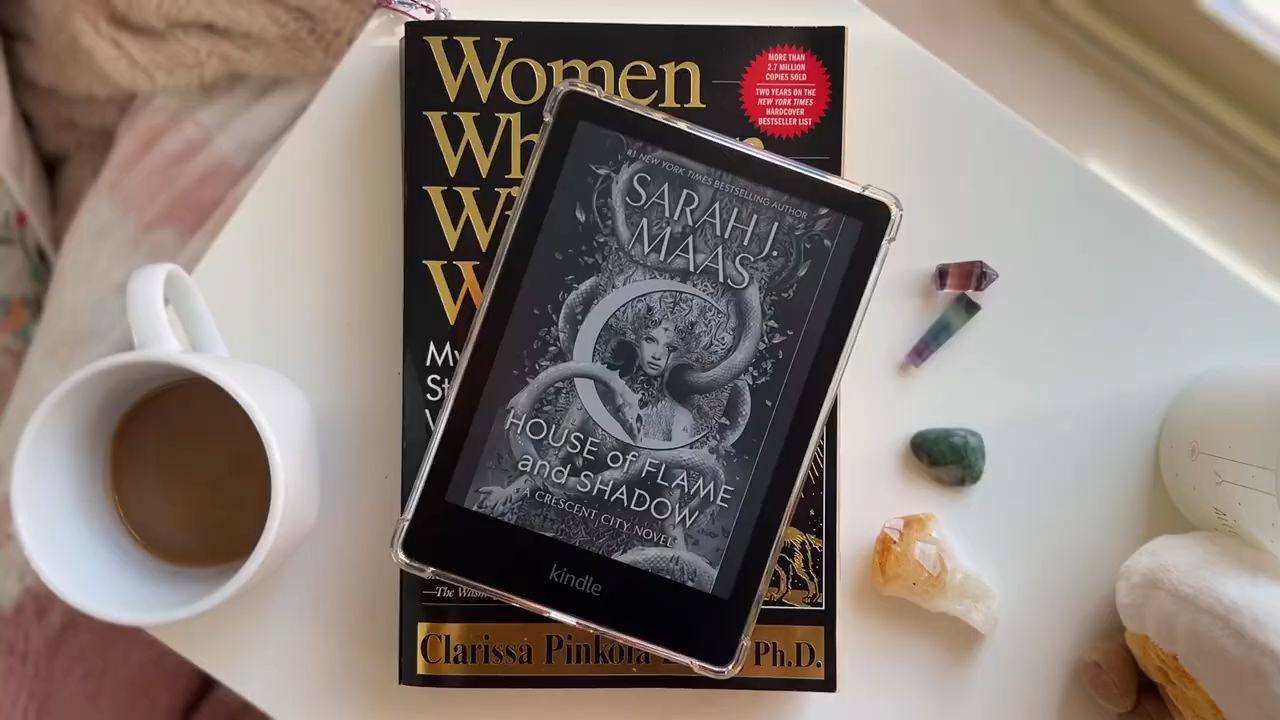 Women
Wh
Wi
W
MORE THAN
2.7 MILLION
COPIES SOLD
TWO YEARS ON THE
NEW YORK TIMES
HARDCOVER
BESTSELLER LIST
My
St
#1 NEW YORK TIMES BESTSELLING AUTHOR
SARAH J.
MAAS
HOUSE of FLAME
and SHADOW
A CRESCENT CITY NOVEL
kindle
—The Wash
Clarissa Pinkola Ph.D.